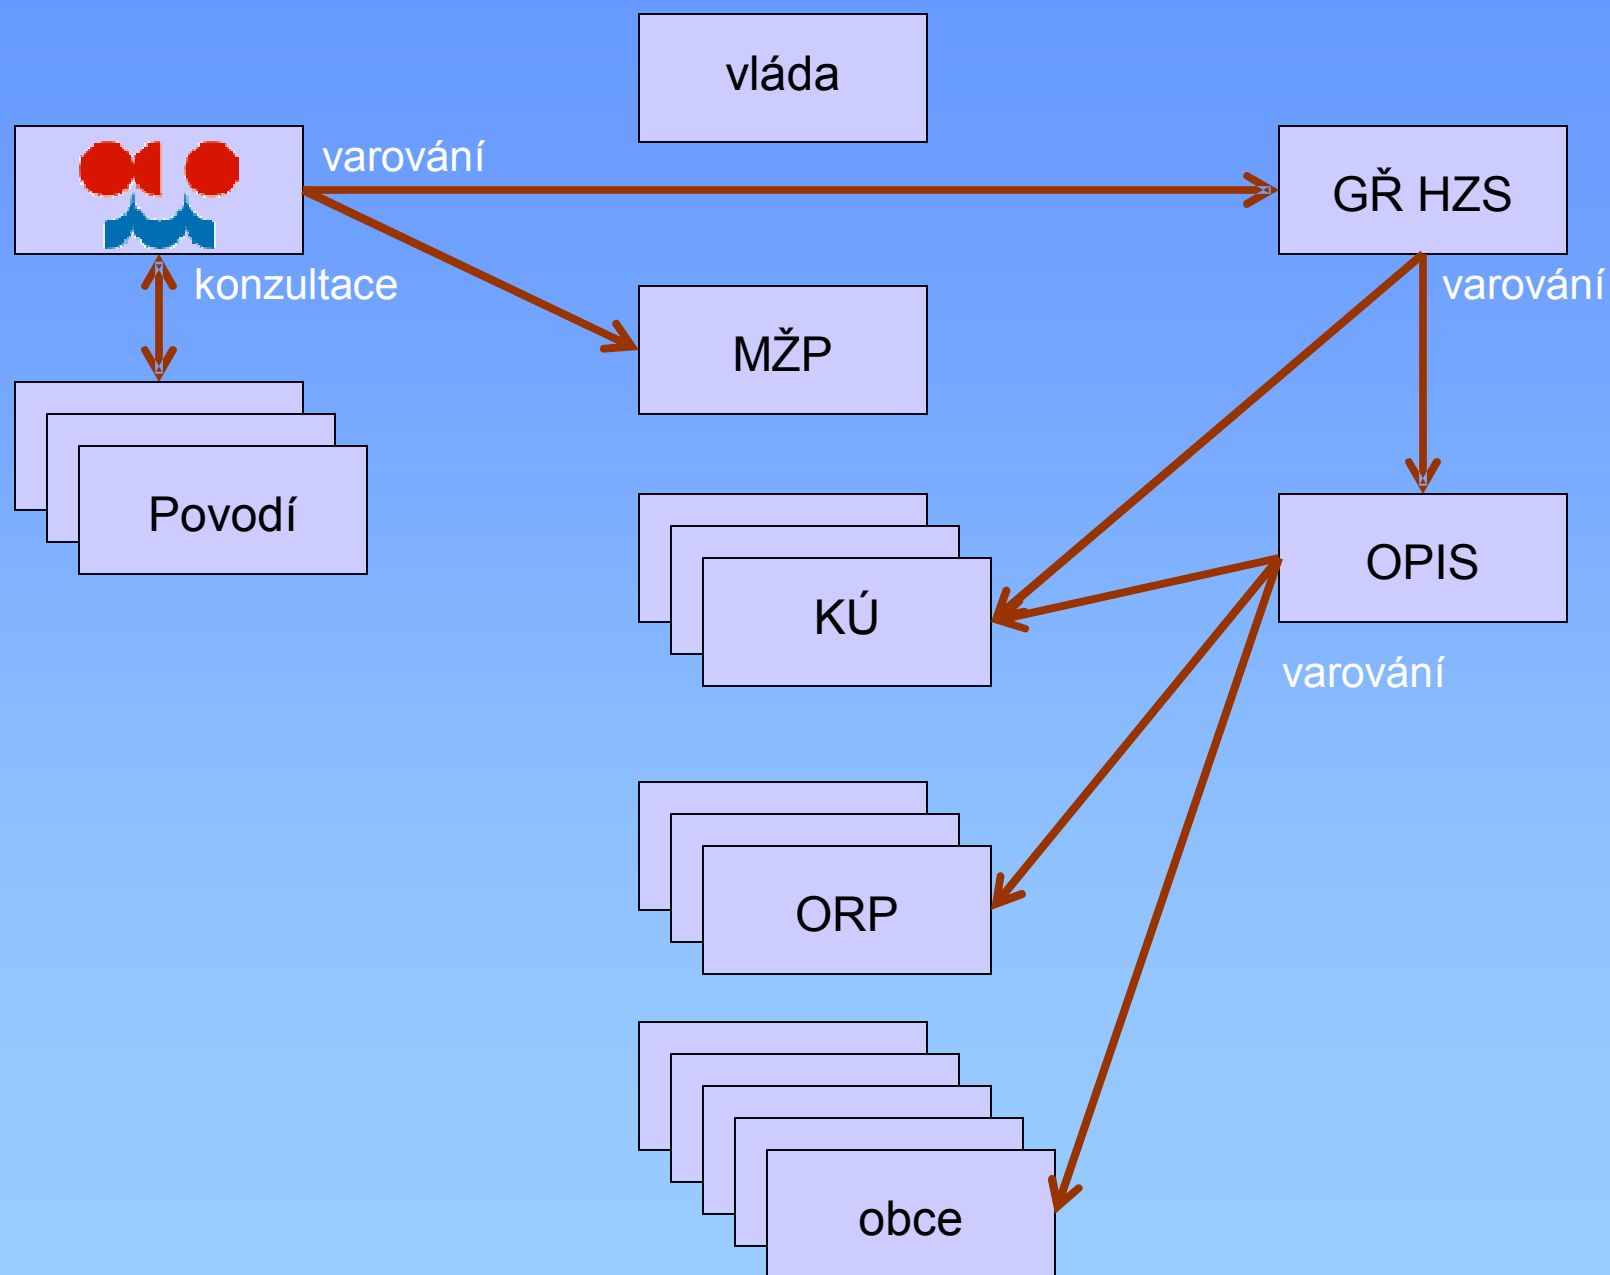 vláda
varování
GŘ HZS
konzultace
varování
MŽP
Povodí
OPIS
KÚ
varování
ORP
obce